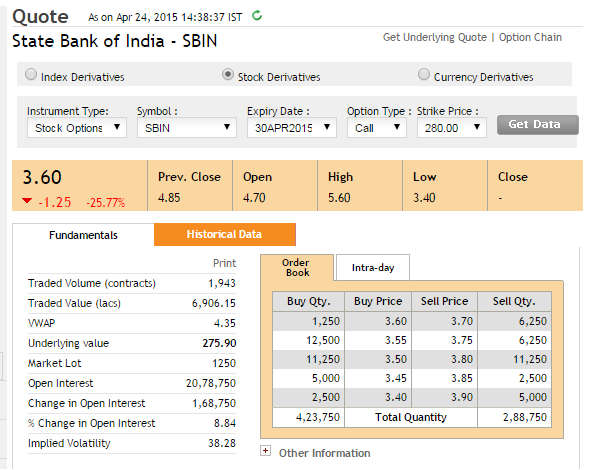 Quote As on Apr 24, 2015 14:38:37 IST
State Bank of India - SBIN Get Underlying Quote | Option Chain
Index Derivatives Stock Derivatives Currency Derivatives
Instrument Type: Symbol : Expiry Date : Option Type : Strike Price :
Stock Options SBIN 30APR2015 Call 280.00 Get Data
3.60 Prev. Close Open High Low Close
-1.25 -25.77% 4.85 4.70 5.60 3.40 -
Fundamentals Historical Data
Print
Traded Volume (contracts) 1,943
Traded Value (lacs) 6,906.15
VWAP 4.35
Underlying value 275.90
Market Lot 1250
Open Interest 20,78,750
Change in Open Interest 1,68,750
% Change in Open Interest 8.84
Implied Volatility 38.28
Order
Book
Intra-day
Buy Qty. Buy Price Sell Price Sell Qty.
1,250 3.60 3.70 6,250
12,500 3.55 3.75 6,250
11,250 3.50 3.80 11,250
5,000 3.45 3.85 2,500
2,500 3.40 3.90 5,000
4,23,750 Total Quantity 2,88,750
+ Other Information